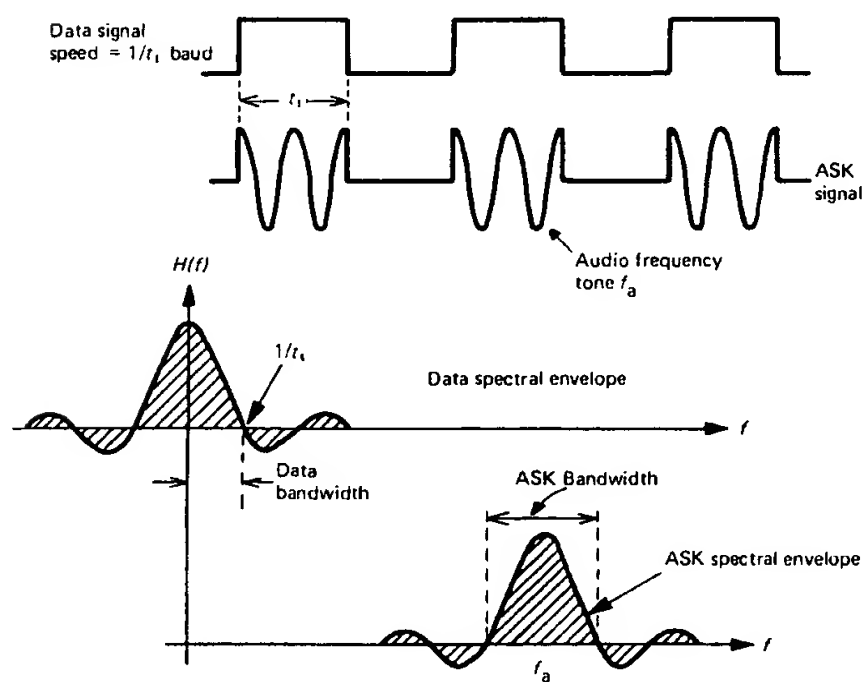 Data signal
speed = 1/t₁ baud
t₁
ASK
signal
Audio frequency
tone fₐ
H(f)
1/t₁
Data spectral envelope
f
Data
bandwidth
ASK Bandwidth
ASK spectral envelope
f
fₐ